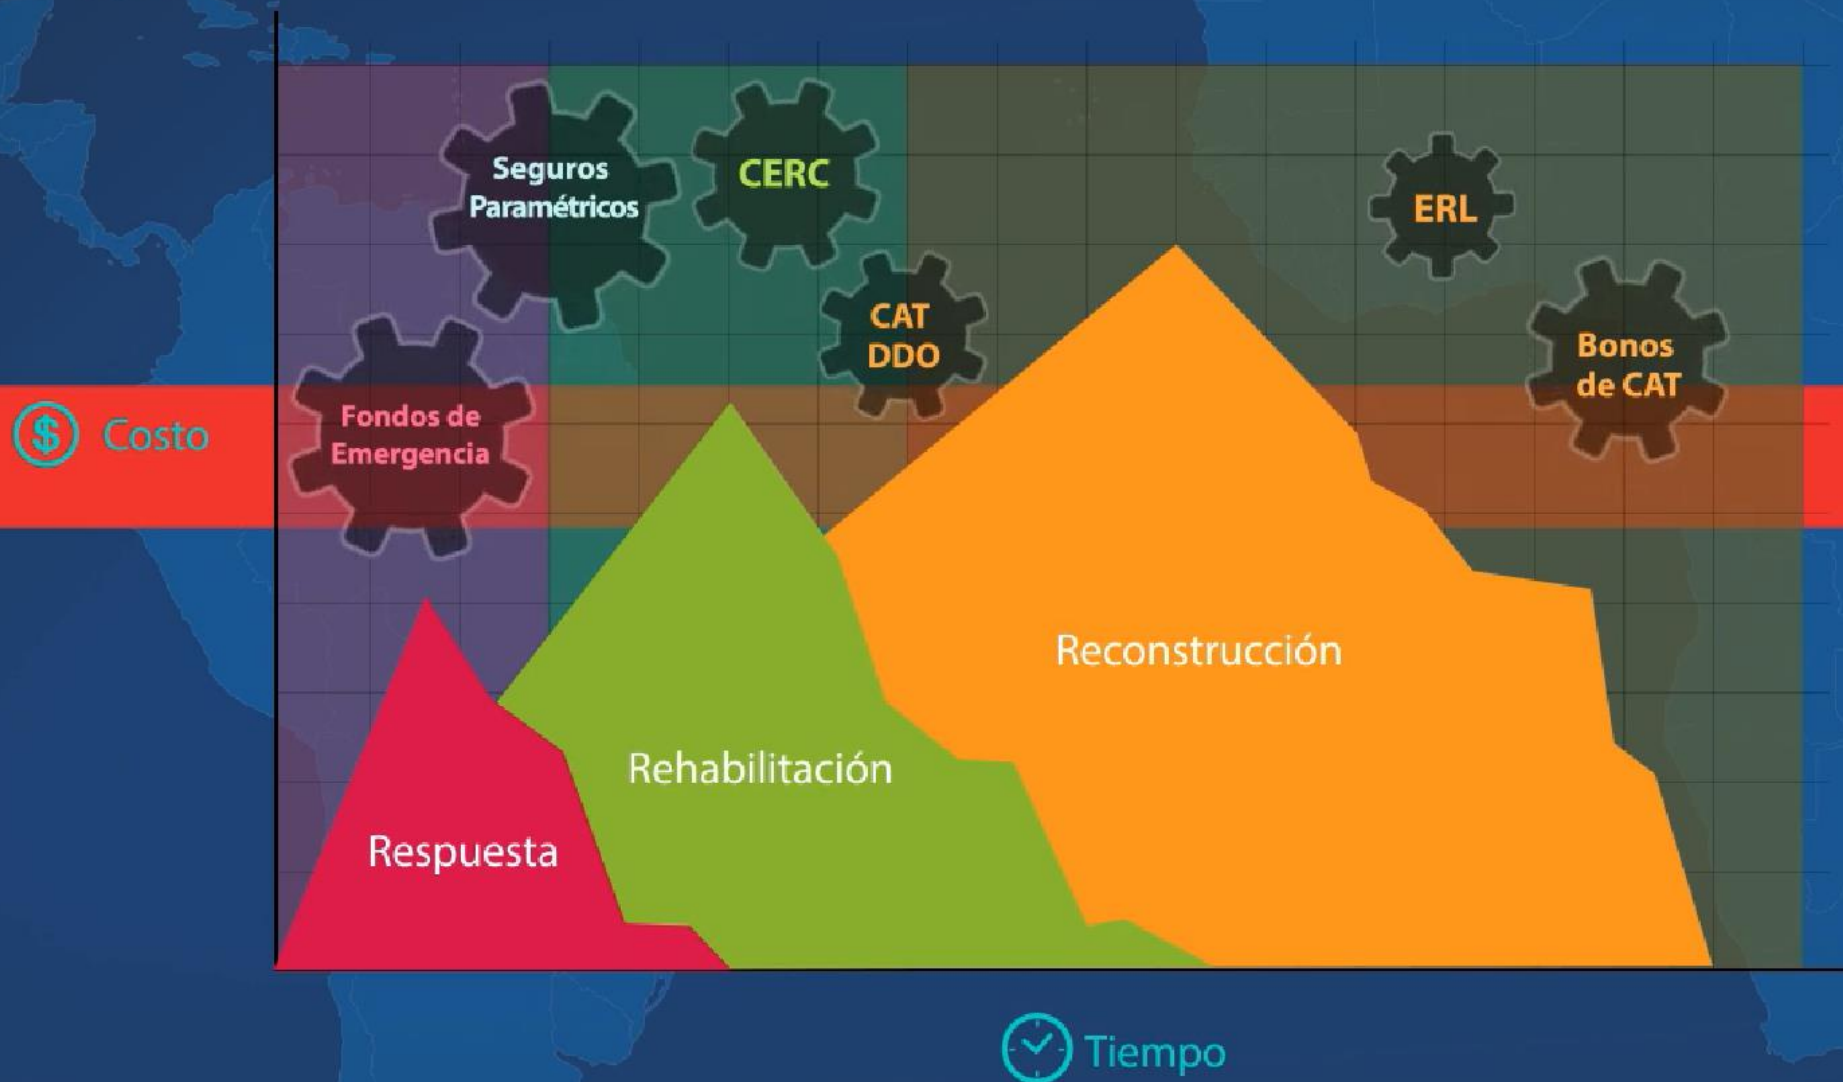 Seguros
Paramétricos
CERC
ERL
CAT
DDO
Bonos
de CAT
$ Costo
Fondos de
Emergencia
Reconstrucción
Rehabilitación
Respuesta
Tiempo